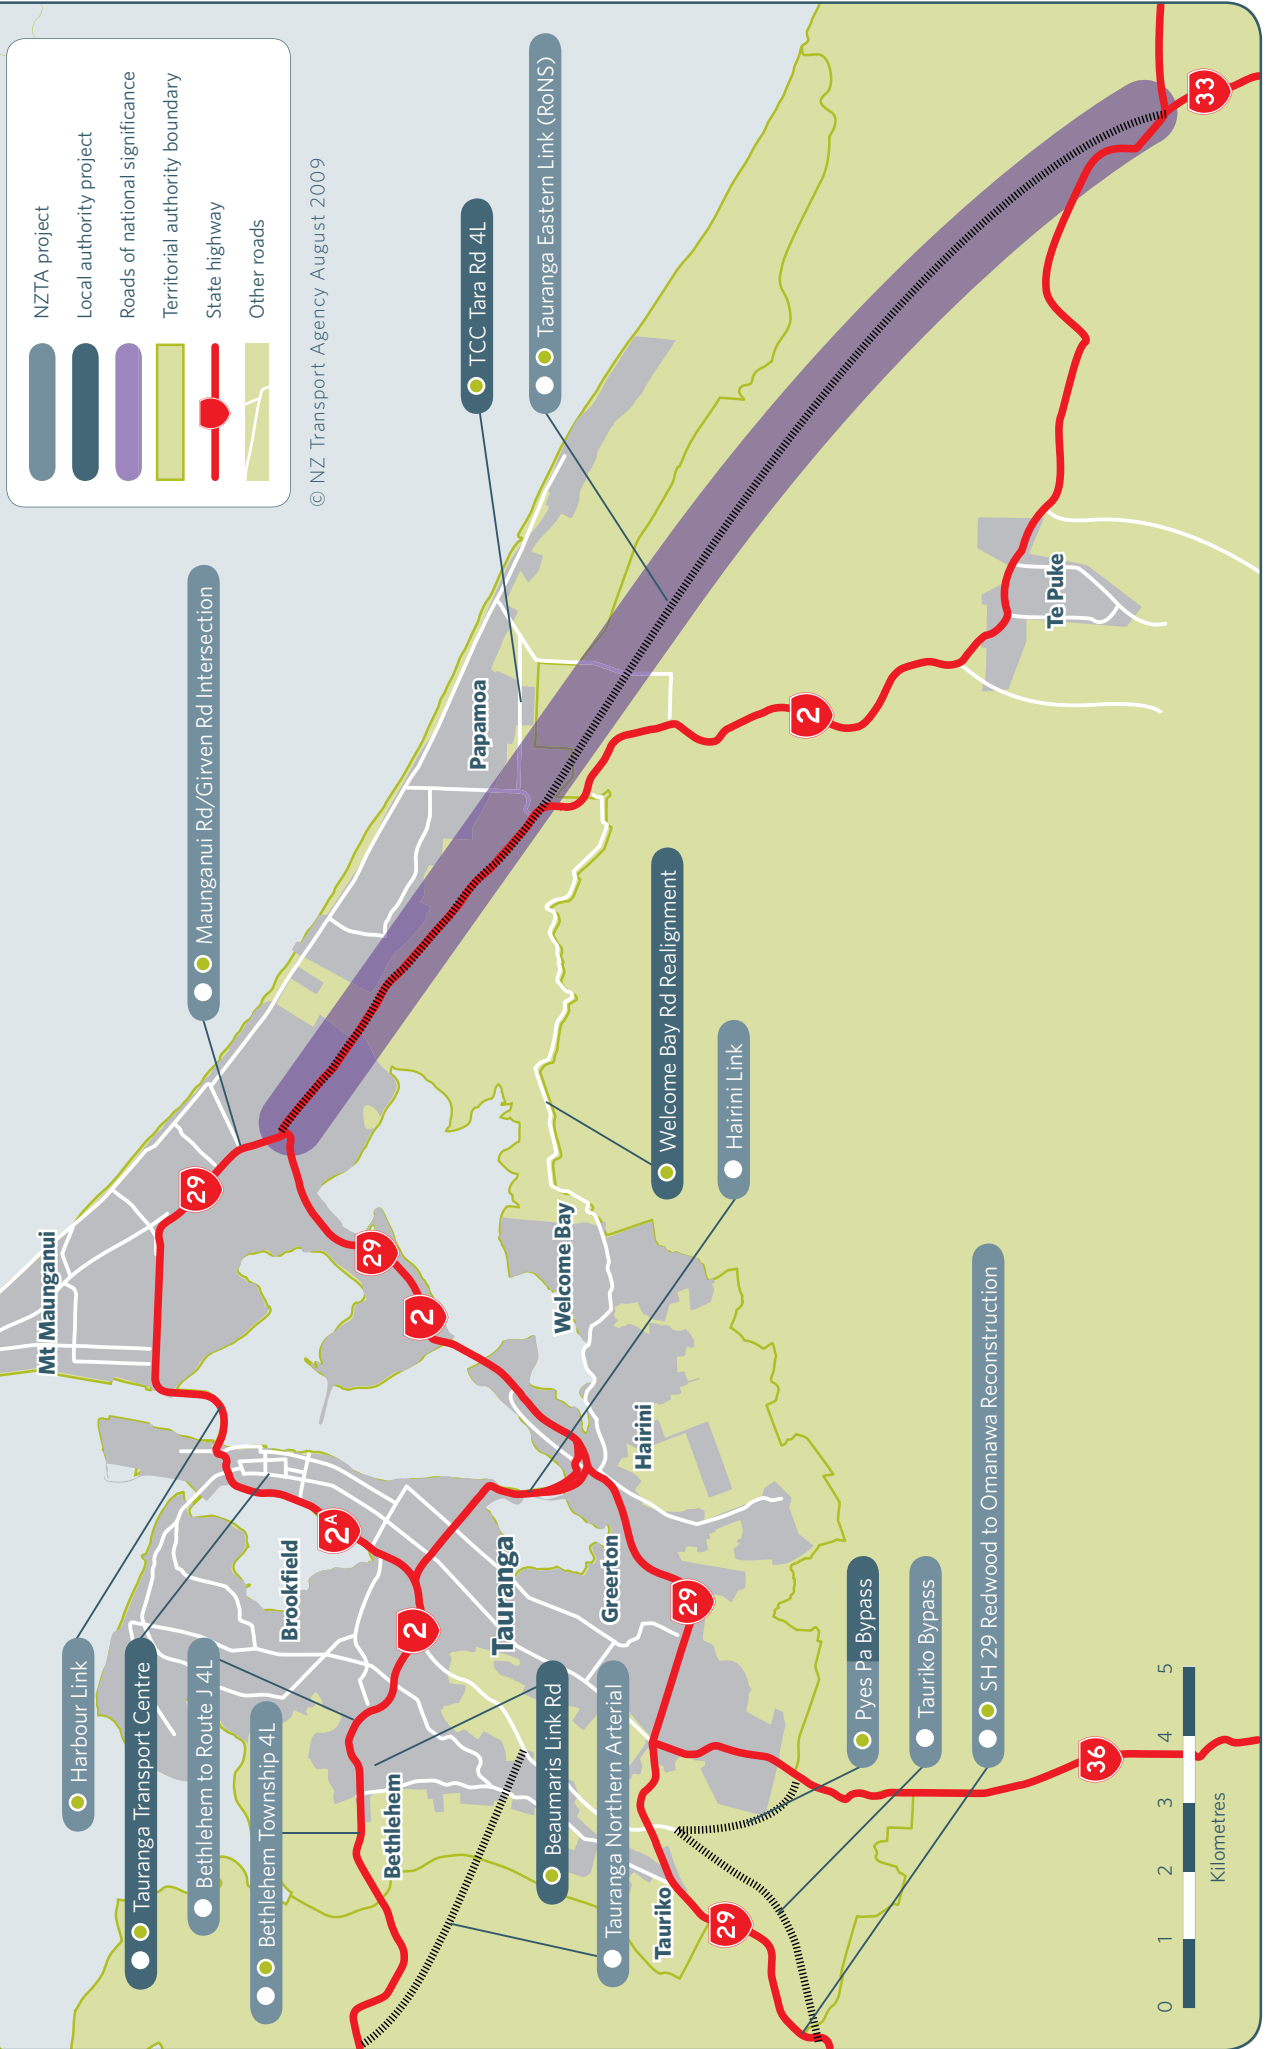 Harbour Link
Tauranga Transport Centre
Bethlehem to Route J 4L
Bethlehem Township 4L
Beaumaris Link Rd
Tauranga Northern Arterial
Mt Maunganui
Brookfield
Tauranga
Bethlehem
Greerton
Tauriko
Hairini
Welcome Bay
Papamoa
Te Puke
Maunganui Rd/Girven Rd Intersection
TCC Tara Rd 4L
Tauranga Eastern Link (RoNS)
Welcome Bay Rd Realignment
Hairini Link
Pyes Pa Bypass
Tauriko Bypass
SH 29 Redwood to Omanawa Reconstruction
29
29
2
2A
2
29
29
36
2
33
NZTA project
Local authority project
Roads of national significance
Territorial authority boundary
State highway
Other roads
© NZ Transport Agency August 2009
0 1 2 3 4 5
Kilometres